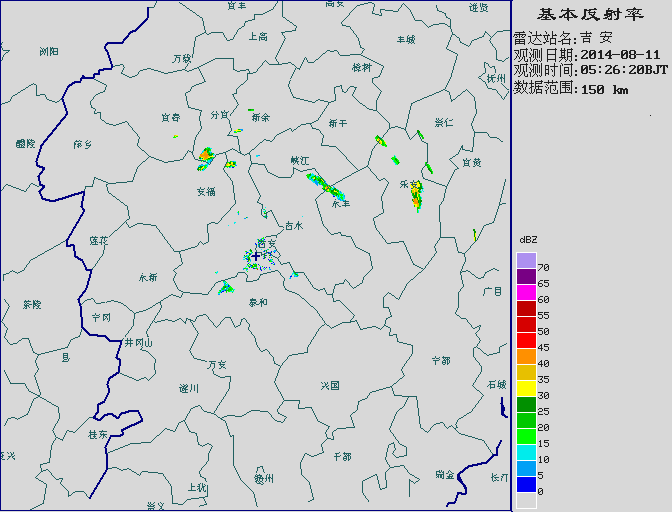 基本反射率
雷达站名:吉 安
观测日期:2014-08-11
观测时间:05:26:20BJT
数据范围:150 km
dBZ
70
65
60
55
50
45
40
35
30
25
20
15
10
5
0
宜丰
高安
进贤
浏阳
上高
丰城
万载
樟树
抚州
宜春
分宜
新余
新干
崇仁
醴陵
萍乡
峡江
宜黄
安福
乐安
永丰
吉水
莲花
吉安
永新
广昌
茶陵
泰和
宁冈
井冈山
县
万安
宁都
遂川
兴国
石城
桂东
于都
瑞金
长汀
上犹
赣州
崇义